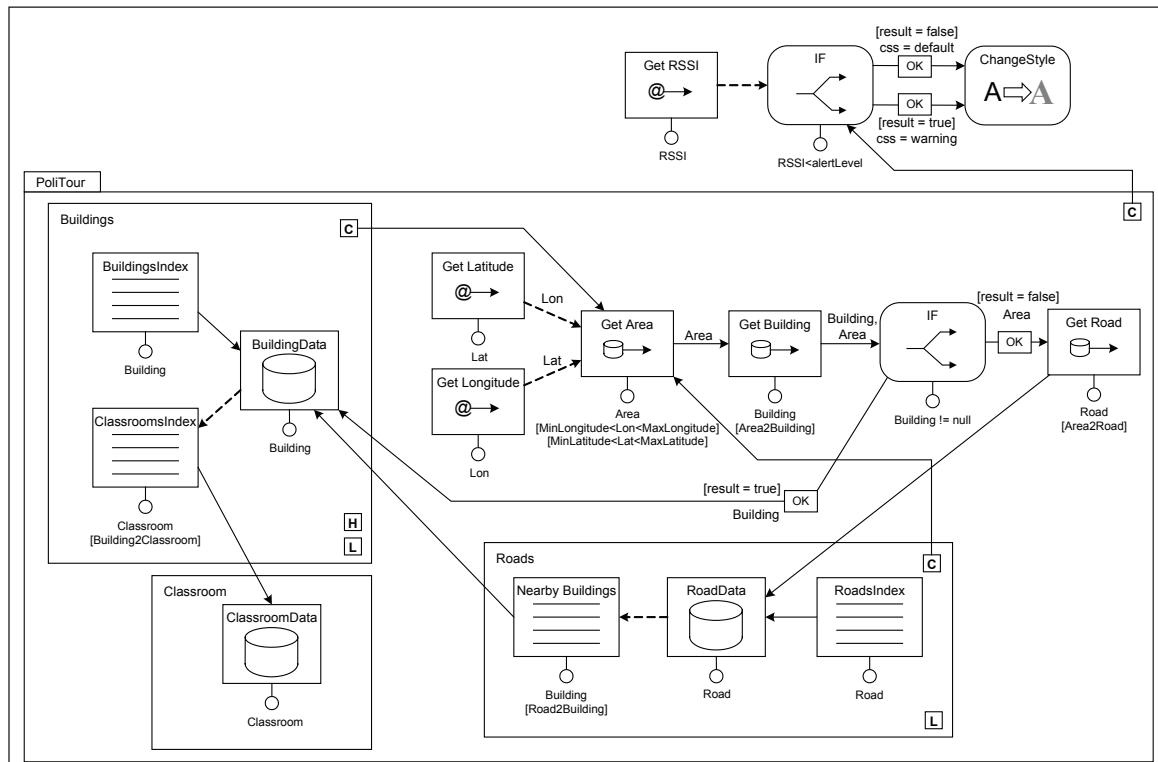 [result = false]
css = default
Get RSSI
IF
OK
ChangeStyle
@
A A
OK
[result = true]
css = warning
RSSI
RSSI<alertLevel
PoliTour
C
Buildings
C
BuildingsIndex
Get Latitude
@
Lon
[result = false]
Area
Building,
Area
IF
OK
Get Area
Area
Get Building
Get Road
Building
BuildingData
Lat
Lat
Get Longitude
@
ClassroomsIndex
Building
Area
[MinLongitude<Lon<MaxLongitude]
[MinLatitude<Lat<MaxLatitude]
Building
[Area2Building]
Building != null
Road
[Area2Road]
Lon
[result = true]
OK
Building
Classroom
[Building2Classroom]
H
L
Roads
C
Classroom
ClassroomData
Nearby Buildings
RoadData
RoadsIndex
Classroom
Building
[Road2Building]
Road
Road
L